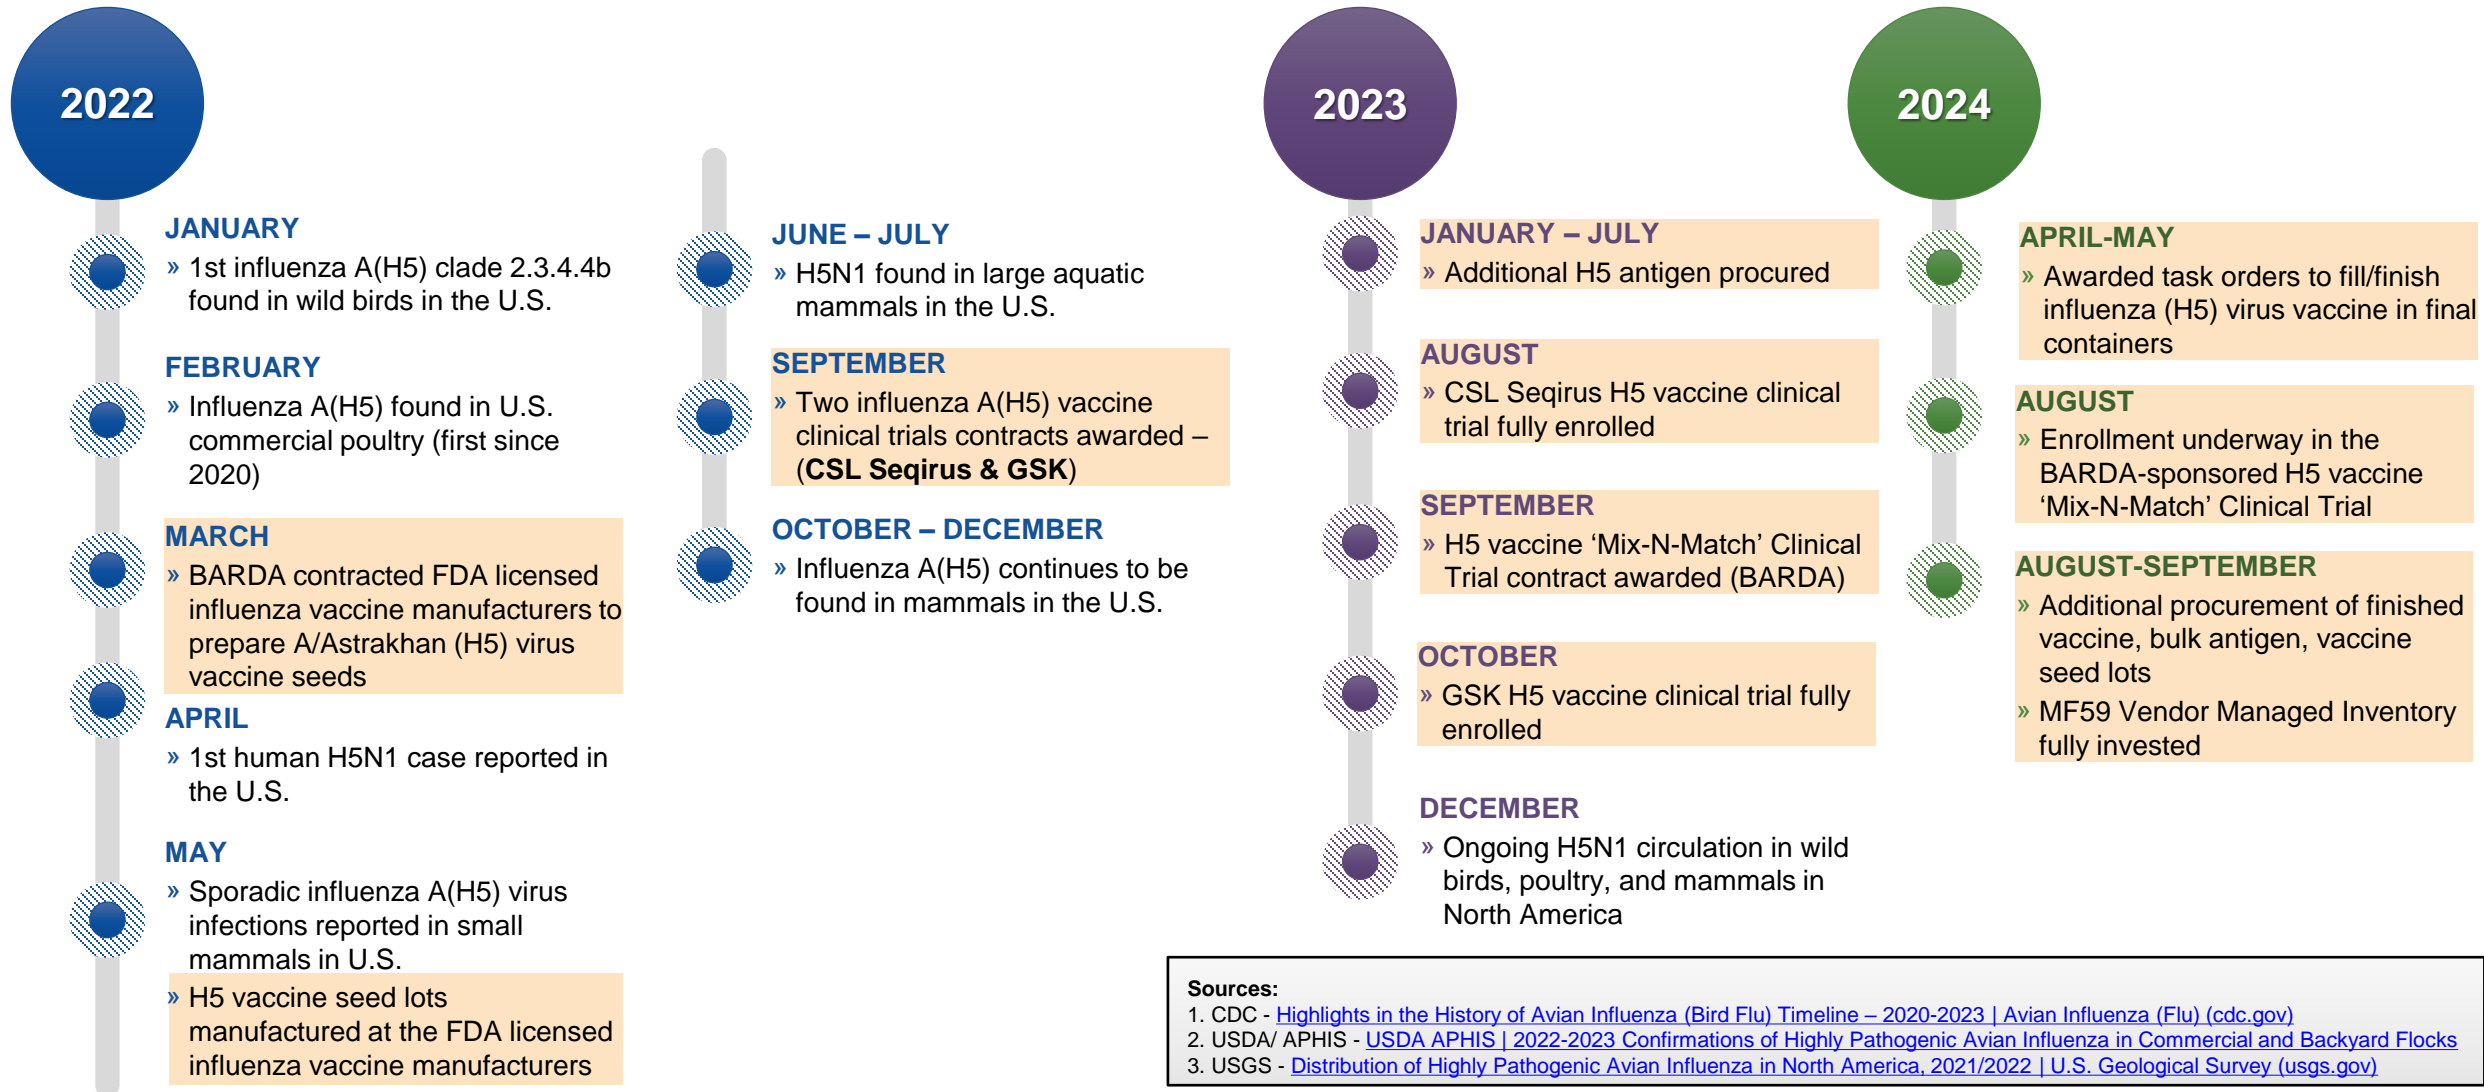 2022
JANUARY
» 1st influenza A(H5) clade 2.3.4.4b
found in wild birds in the U.S.
FEBRUARY
» Influenza A(H5) found in U.S.
commercial poultry (first since
2020)
MARCH
» BARDA contracted FDA licensed
influenza vaccine manufacturers to
prepare A/Astrakhan (H5) virus
vaccine seeds
APRIL
» 1st human H5N1 case reported in
the U.S.
MAY
» Sporadic influenza A(H5) virus
infections reported in small
mammals in U.S.
» H5 vaccine seed lots
manufactured at the FDA licensed
influenza vaccine manufacturers
JUNE – JULY
» H5N1 found in large aquatic
mammals in the U.S.
SEPTEMBER
» Two influenza A(H5) vaccine
clinical trials contracts awarded –
(CSL Seqirus & GSK)
OCTOBER – DECEMBER
» Influenza A(H5) continues to be
found in mammals in the U.S.
2023
JANUARY – JULY
» Additional H5 antigen procured
AUGUST
» CSL Seqirus H5 vaccine clinical
trial fully enrolled
SEPTEMBER
» H5 vaccine ‘Mix-N-Match’ Clinical
Trial contract awarded (BARDA)
OCTOBER
» GSK H5 vaccine clinical trial fully
enrolled
DECEMBER
» Ongoing H5N1 circulation in wild
birds, poultry, and mammals in
North America
2024
APRIL-MAY
» Awarded task orders to fill/finish
influenza (H5) virus vaccine in final
containers
AUGUST
» Enrollment underway in the
BARDA-sponsored H5 vaccine
‘Mix-N-Match’ Clinical Trial
AUGUST-SEPTEMBER
» Additional procurement of finished
vaccine, bulk antigen, vaccine
seed lots
» MF59 Vendor Managed Inventory
fully invested
Sources:
1. CDC - Highlights in the History of Avian Influenza (Bird Flu) Timeline – 2020-2023 | Avian Influenza (Flu) (cdc.gov)
2. USDA/ APHIS - USDA APHIS | 2022-2023 Confirmations of Highly Pathogenic Avian Influenza in Commercial and Backyard Flocks
3. USGS - Distribution of Highly Pathogenic Avian Influenza in North America, 2021/2022 | U.S. Geological Survey (usgs.gov)